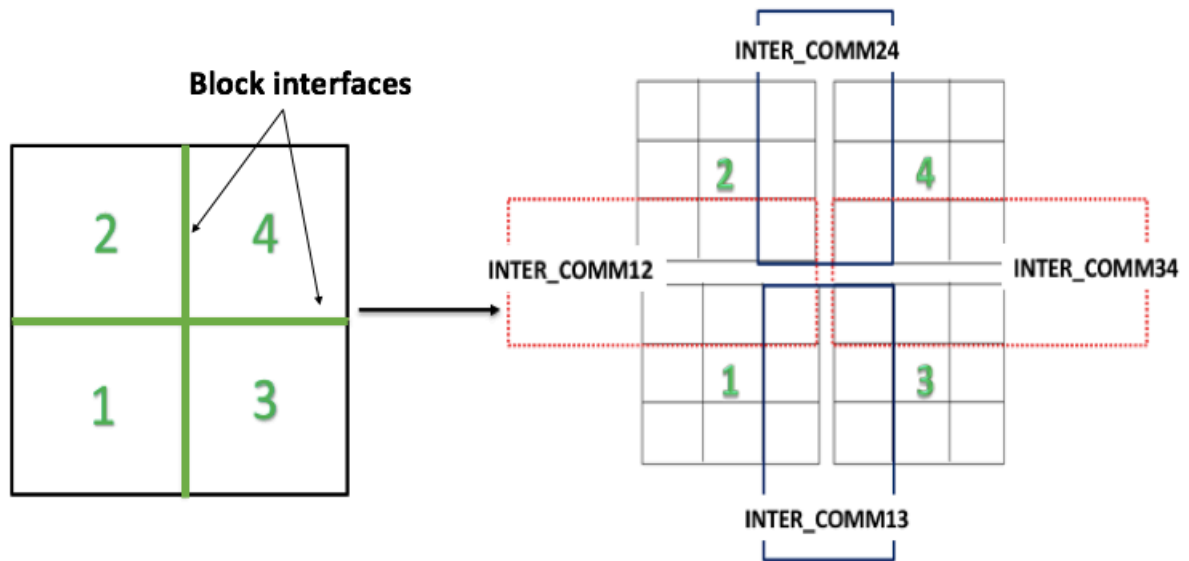 INTER_COMM24
Block interfaces
2
4
2
4
INTER_COMM12
INTER_COMM34
1
3
1
3
INTER_COMM13